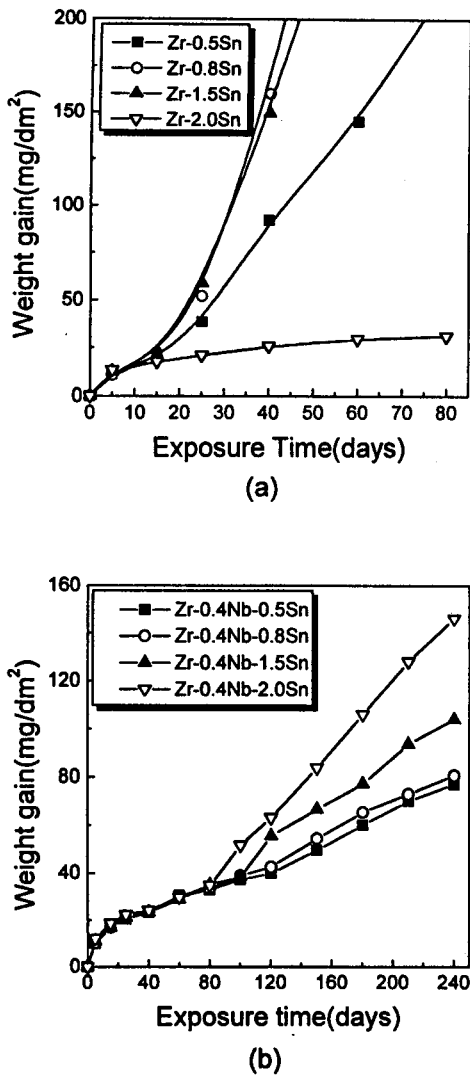 200
150
100
50
0
Weight gain(mg/dm²)
Zr-0.5Sn
Zr-0.8Sn
Zr-1.5Sn
Zr-2.0Sn
0 10 20 30 40 50 60 70 80
Exposure Time(days)
(a)
160
120
80
40
0
Weight gain(mg/dm²)
Zr-0.4Nb-0.5Sn
Zr-0.4Nb-0.8Sn
Zr-0.4Nb-1.5Sn
Zr-0.4Nb-2.0Sn
0 40 80 120 160 200 240
Exposure time(days)
(b)